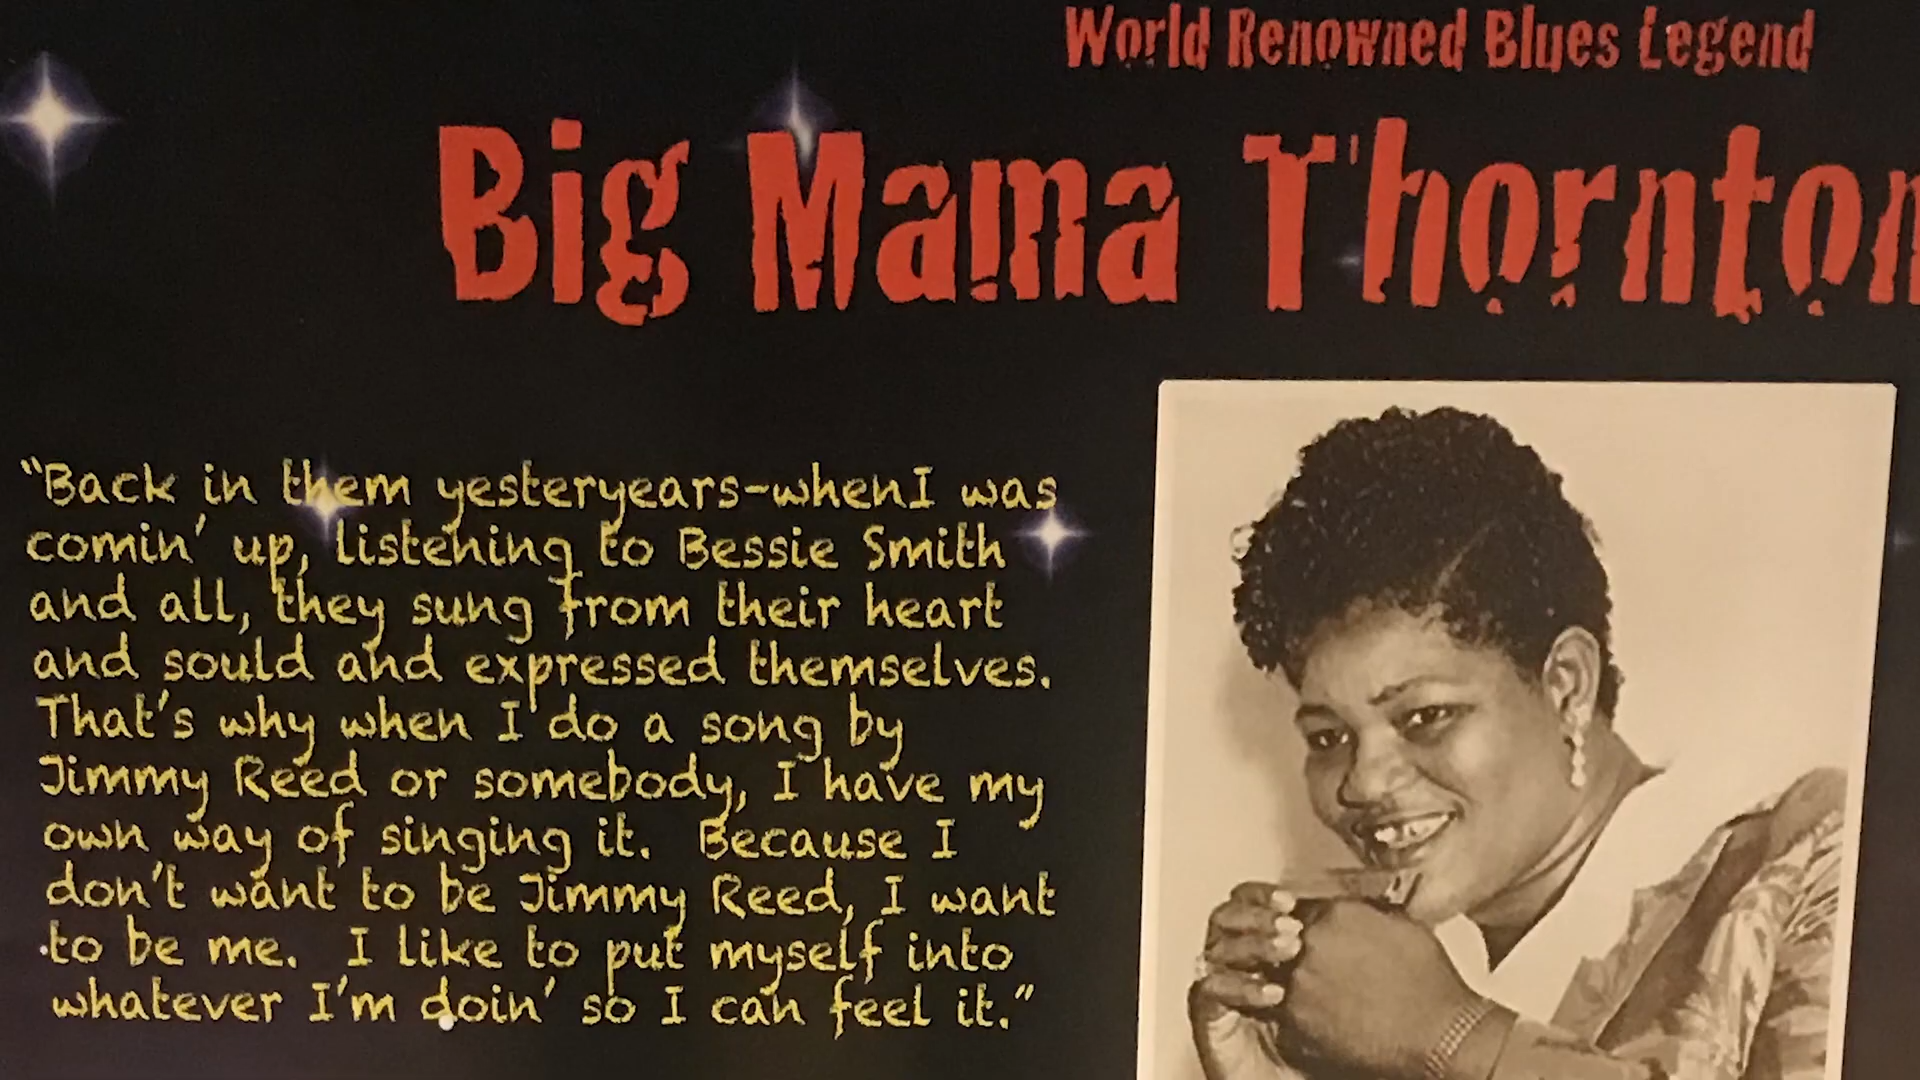 World Renowned Blues Legend
Big Mama Thornton
“Back in them yesteryears-whenI was
comin’ up, listening to Bessie Smith
and all, they sung from their heart
and sould and expressed themselves.
That’s why when I do a song by
Jimmy Reed or somebody, I have my
own way of singing it.  Because I
don’t want to be Jimmy Reed, I want
to be me.  I like to put myself into
whatever I’m doin’ so I can feel it.”